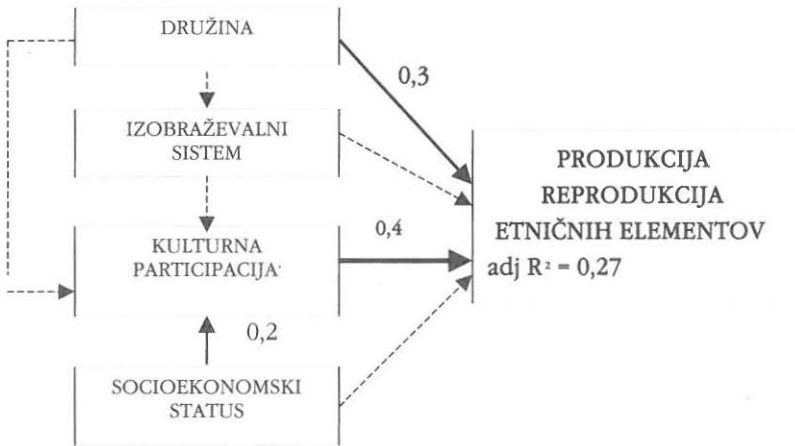 DRUŽINA
0,3
IZOBRAŽEVALNI
SISTEM
PRODUKCIJA
REPRODUKCIJA
ETNIČNIH ELEMENTOV
adj R² = 0,27
0,4
KULTURNA
PARTICIPACIJA
0,2
SOCIOEKONOMSKI
STATUS